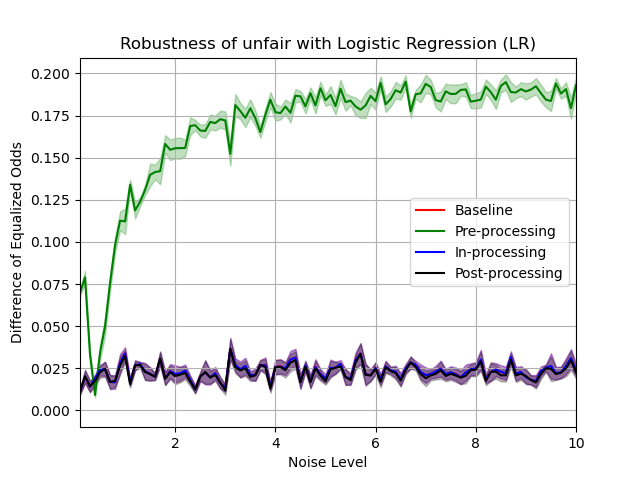 Robustness of unfair with Logistic Regression (LR)
Difference of Equalized Odds
0.200
0.175
0.150
0.125
0.100
0.075
0.050
0.025
0.000
Baseline
Pre-processing
In-processing
Post-processing
2 4 6 8 10
Noise Level